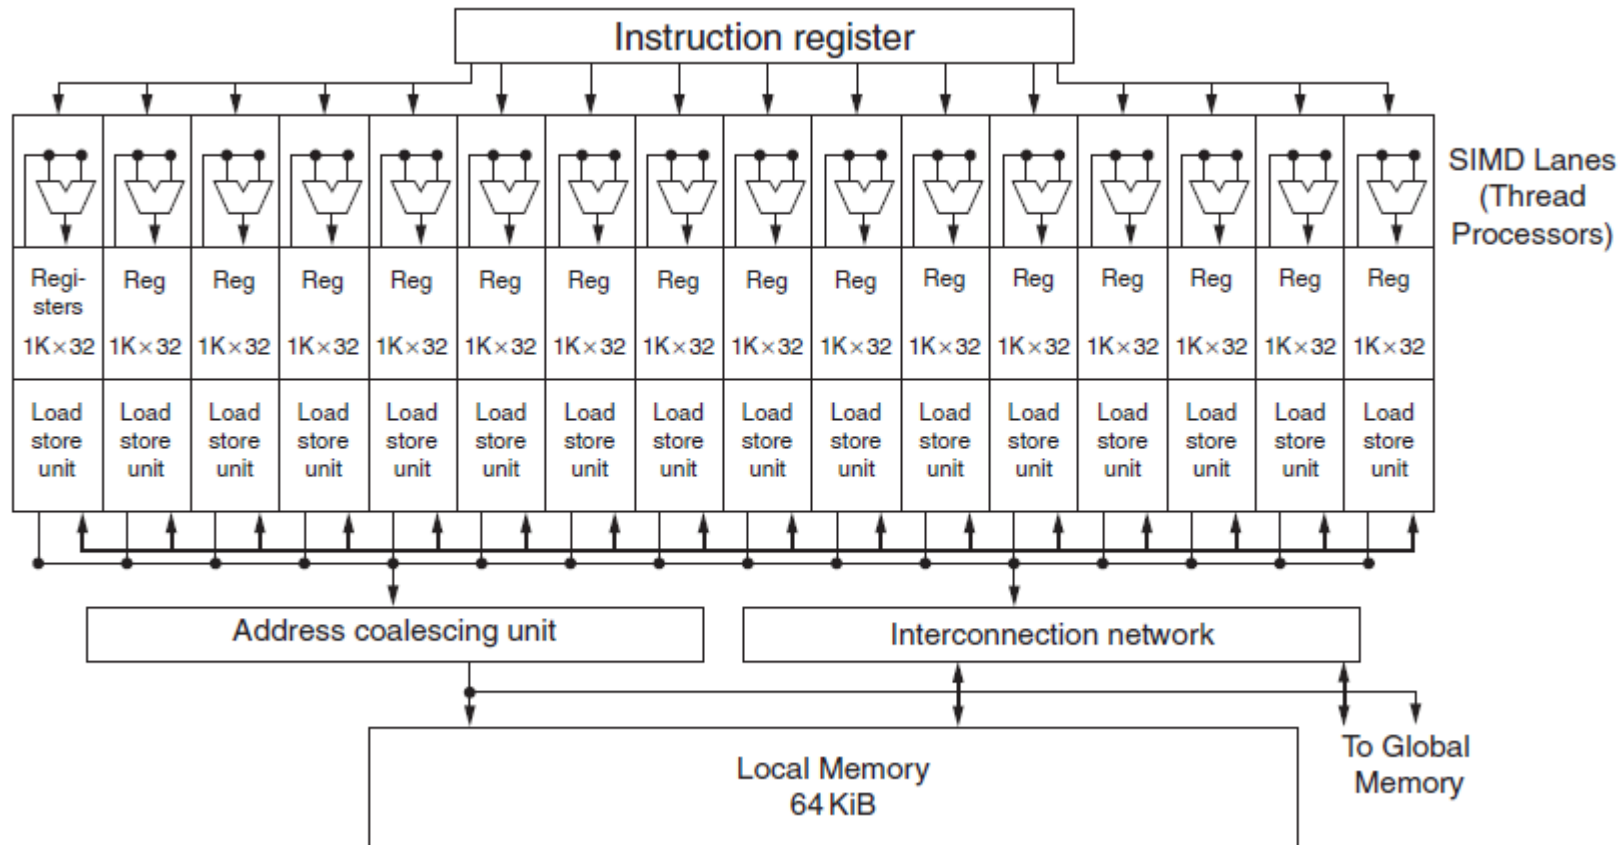 Instruction register
SIMD Lanes
(Thread
Processors)
Regi- Reg Reg Reg Reg Reg Reg Reg Reg Reg Reg Reg Reg Reg Reg Reg
sters
1K×32 1K×32 1K×32 1K×32 1K×32 1K×32 1K×32 1K×32 1K×32 1K×32 1K×32 1K×32 1K×32 1K×32 1K×32 1K×32
Load Load Load Load Load Load Load Load Load Load Load Load Load Load Load Load
store store store store store store store store store store store store store store store store
unit unit unit unit unit unit unit unit unit unit unit unit unit unit unit unit
Address coalescing unit
Interconnection network
To Global
Memory
Local Memory
64 KiB